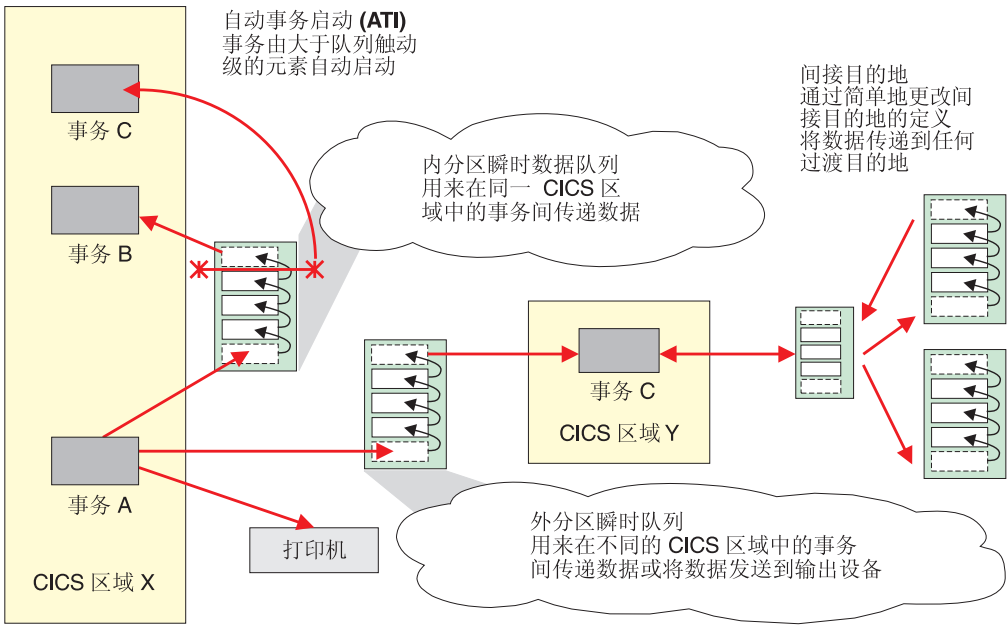 自动事务启动 (ATI)
事务由大于队列触动
级的元素自动启动
间接目的地
通过简单地更改间
接目的地的定义
将数据传递到任何
过渡目的地
事务 C
内分区瞬时数据队列
用来在同一 CICS 区
域中的事务间传递数据
事务 B
事务 C
CICS 区域 Y
事务 A
打印机
外分区瞬时队列
用来在不同的 CICS 区域中的事务
间传递数据或将数据发送到输出设备
CICS 区域 X